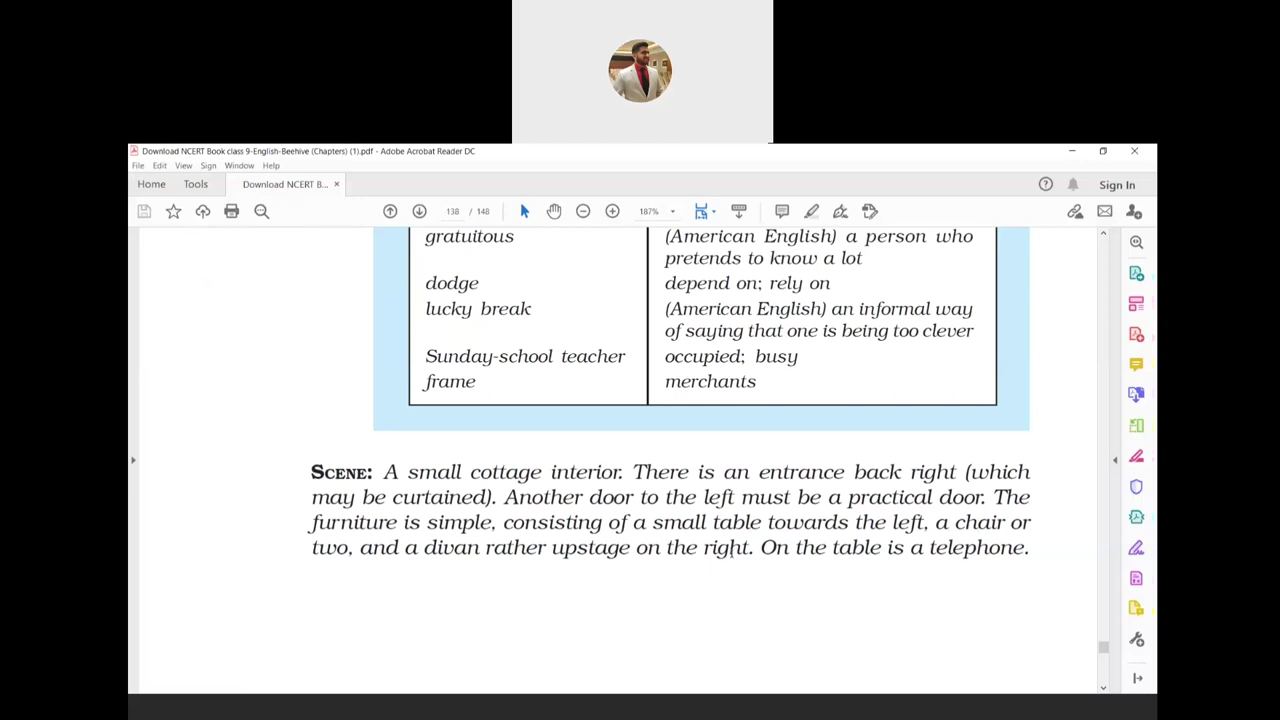 Download NCERT Book class 9-English-Beehive (Chapters) (1).pdf - Adobe Acrobat Reader DC
File Edit View Sign Window Help
Home Tools Download NCERT B... × Sign In
138 / 148 187%
gratuitous (American English) a person who
pretends to know a lot
dodge depend on; rely on
lucky break (American English) an informal way
of saying that one is being too clever
Sunday-school teacher occupied; busy
frame merchants
SCENE: A small cottage interior. There is an entrance back right (which
may be curtained). Another door to the left must be a practical door. The
furniture is simple, consisting of a small table towards the left, a chair or
two, and a divan rather upstage on the right. On the table is a telephone.